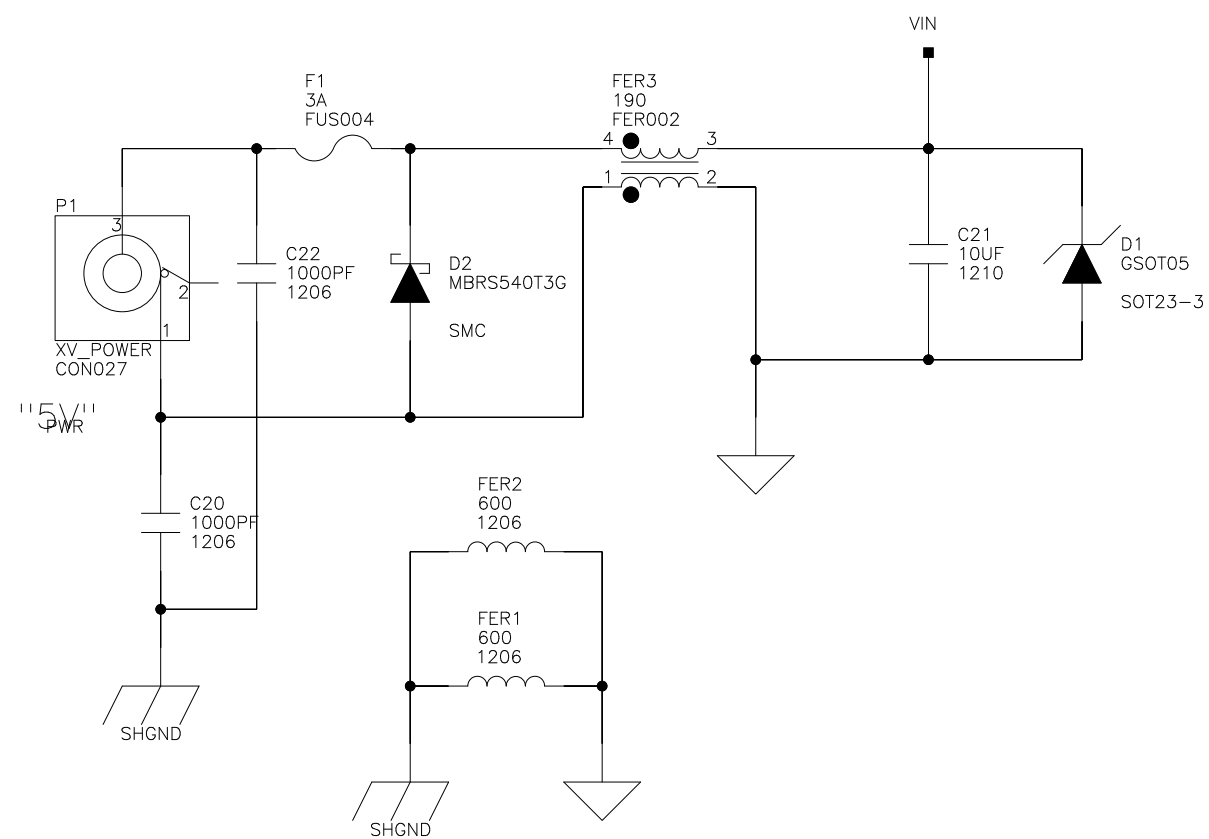 VIN
F1
3A
FUS004
FER3
190
FER002
4
3
1
2
P1
3
2
1
XV_POWER
CON027
"5V"
PWR
C22
1000PF
1206
D2
MBRS540T3G
SMC
C21
10UF
1210
D1
GSOT05
SOT23-3
C20
1000PF
1206
SHGND
FER2
600
1206
FER1
600
1206
SHGND